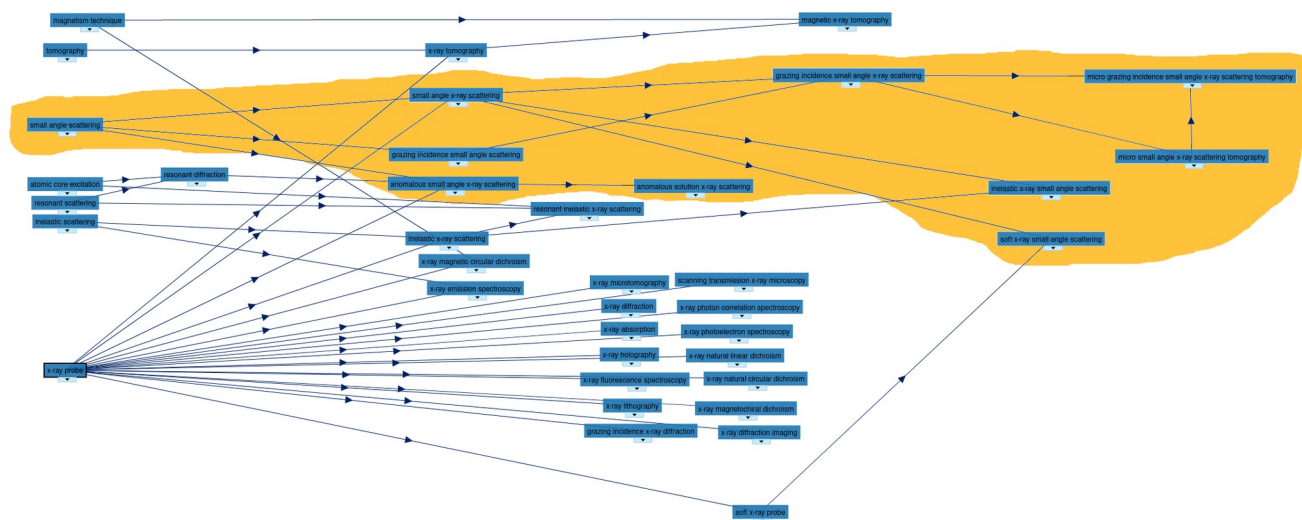 magnetism technique
magnetic x-ray tomography
tomography
x-ray tomography
grazing incidence small angle x-ray scattering
micro grazing incidence small angle x-ray scattering tomography
small angle x-ray scattering
small angle scattering
grazing incidence small angle scattering
micro small angle x-ray scattering tomography
resonant diffraction
atomic core excitation
anomalous small angle x-ray scattering
anomalous solution x-ray scattering
inelastic x-ray small angle scattering
resonant scattering
resonant inelastic x-ray scattering
inelastic scattering
inelastic x-ray scattering
soft x-ray small angle scattering
x-ray magnetic circular dichroism
x-ray emission spectroscopy
x-ray microtomography
scanning transmission x-ray microscopy
x-ray diffraction
x-ray photon correlation spectroscopy
x-ray absorption
x-ray photoelectron spectroscopy
x-ray holography
x-ray natural linear dichroism
x-ray probe
x-ray fluorescence spectroscopy
x-ray natural circular dichroism
x-ray lithography
x-ray magnetochiral dichroism
grazing incidence x-ray diffraction
x-ray diffraction imaging
soft x-ray probe